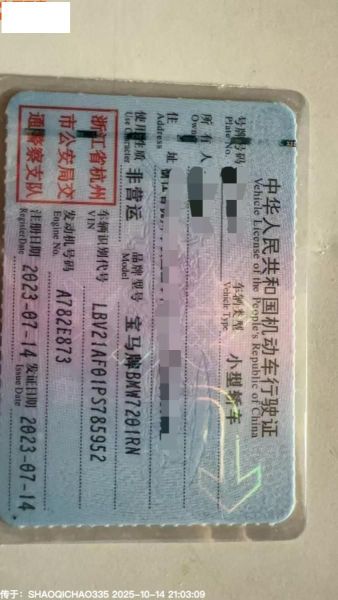 中华人民共和国机动车行驶证
Vehicle License of the People's Republic of China
号牌号码
Plate No.
车辆类型 小型轿车
Vehicle Type
所有人
Owner
住址
Address
使用性质 非营运
Use Character
品牌型号 宝马牌BMW7201RN
Model
浙江省杭州
市公安局交
通警察支队
车辆识别代号 LBV21AF01PS785952
VIN
发动机号码 A782E873
Engine No.
注册日期 2023-07-14
Register Date
发证日期 2023-07-14
Issue Date
传于：SHAOQICHAO335 2025-10-14 21:03:09